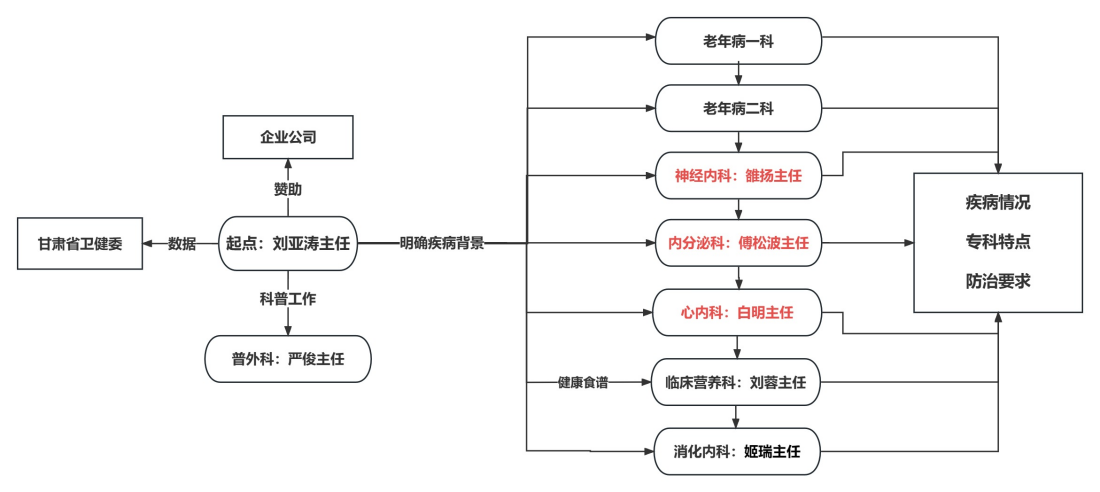 老年病一科
老年病二科
企业公司
赞助
神经内科：雒扬主任
疾病情况
专科特点
防治要求
甘肃省卫健委
数据
起点：刘亚涛主任
明确疾病背景
内分泌科：傅松波主任
科普工作
心内科：白明主任
普外科：严俊主任
健康食谱
临床营养科：刘蓉主任
消化内科：姬瑞主任